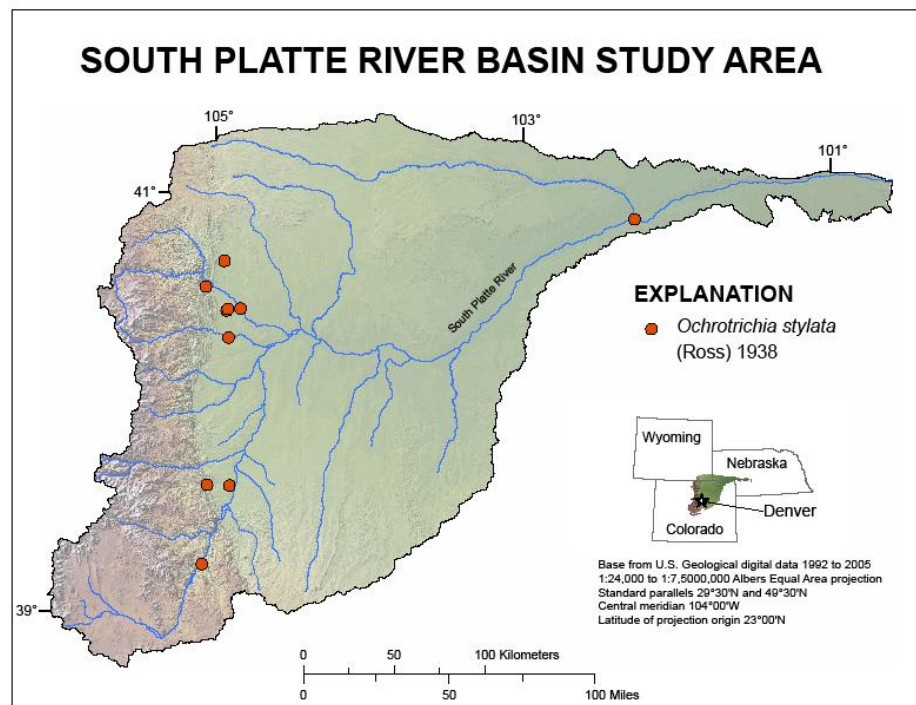 SOUTH PLATTE RIVER BASIN STUDY AREA
105°
103°
101°
41°
South Platte River
EXPLANATION
Ochrotrichia stylata
(Ross) 1938
Wyoming
Nebraska
Denver
Colorado
Base from U.S. Geological digital data 1992 to 2005
1:24,000 to 1:7,5000,000 Albers Equal Area projection
Standard parallels 29°30'N and 49°30'N
Central meridian 104°00'W
Latitude of projection origin 23°00'N
39°
0 50 100 Kilometers
0 50 100 Miles